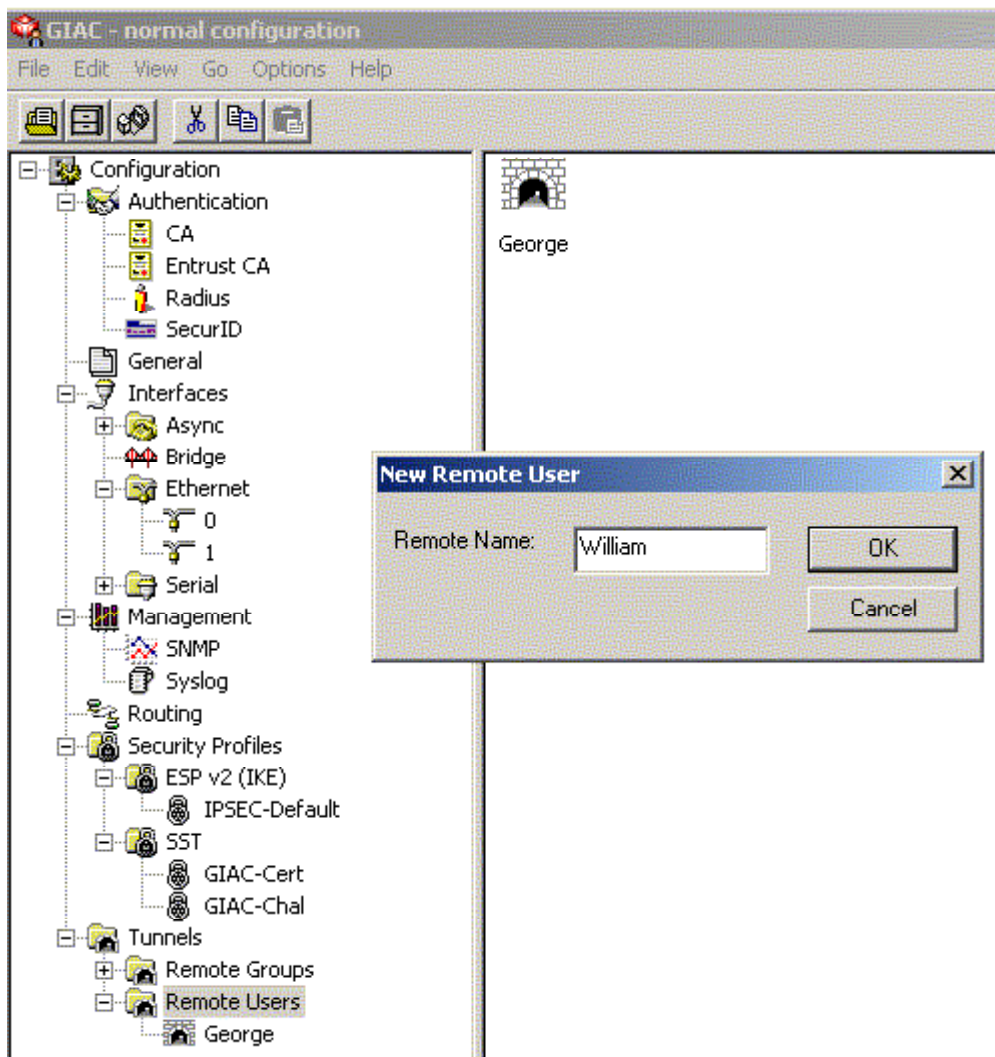 GIAC - normal configuration
File Edit View Go Options Help
Configuration
Authentication
CA
Entrust CA
Radius
SecurID
General
Interfaces
Async
Bridge
Ethernet
0
1
Serial
Management
SNMP
Syslog
Routing
Security Profiles
ESP v2 (IKE)
IPSEC-Default
SST
GIAC-Cert
GIAC-Chal
Tunnels
Remote Groups
Remote Users
George
George
New Remote User
Remote Name: William OK
Cancel